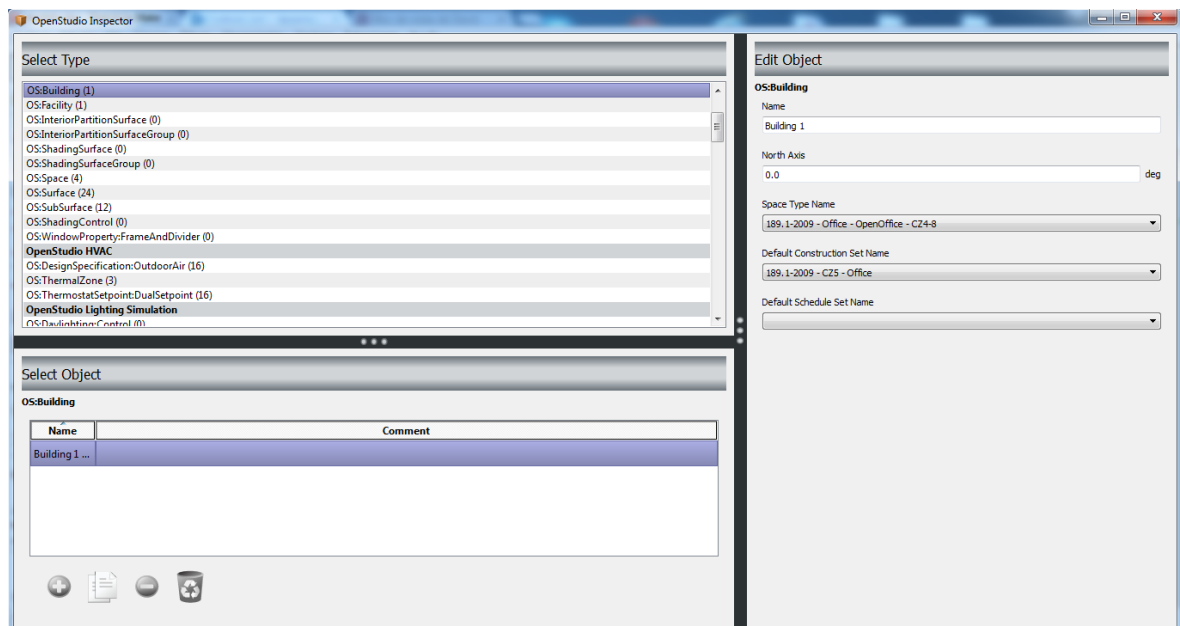 OpenStudio Inspector
Select Type
OS:Building (1)
OS:Facility (1)
OS:InteriorPartitionSurface (0)
OS:InteriorPartitionSurfaceGroup (0)
OS:ShadingSurface (0)
OS:ShadingSurfaceGroup (0)
OS:Space (4)
OS:Surface (24)
OS:SubSurface (12)
OS:ShadingControl (0)
OS:WindowProperty:FrameAndDivider (0)
OpenStudio HVAC
OS:DesignSpecification:OutdoorAir (16)
OS:ThermalZone (3)
OS:ThermostatSetpoint:DualSetpoint (16)
OpenStudio Lighting Simulation
OS:Daylighting:Control (0)
Select Object
OS:Building
Name Comment
Building 1 ...
Edit Object
OS:Building
Name
Building 1
North Axis
0.0 deg
Space Type Name
189.1-2009 - Office - OpenOffice - CZ4-8
Default Construction Set Name
189.1-2009 - CZ5 - Office
Default Schedule Set Name